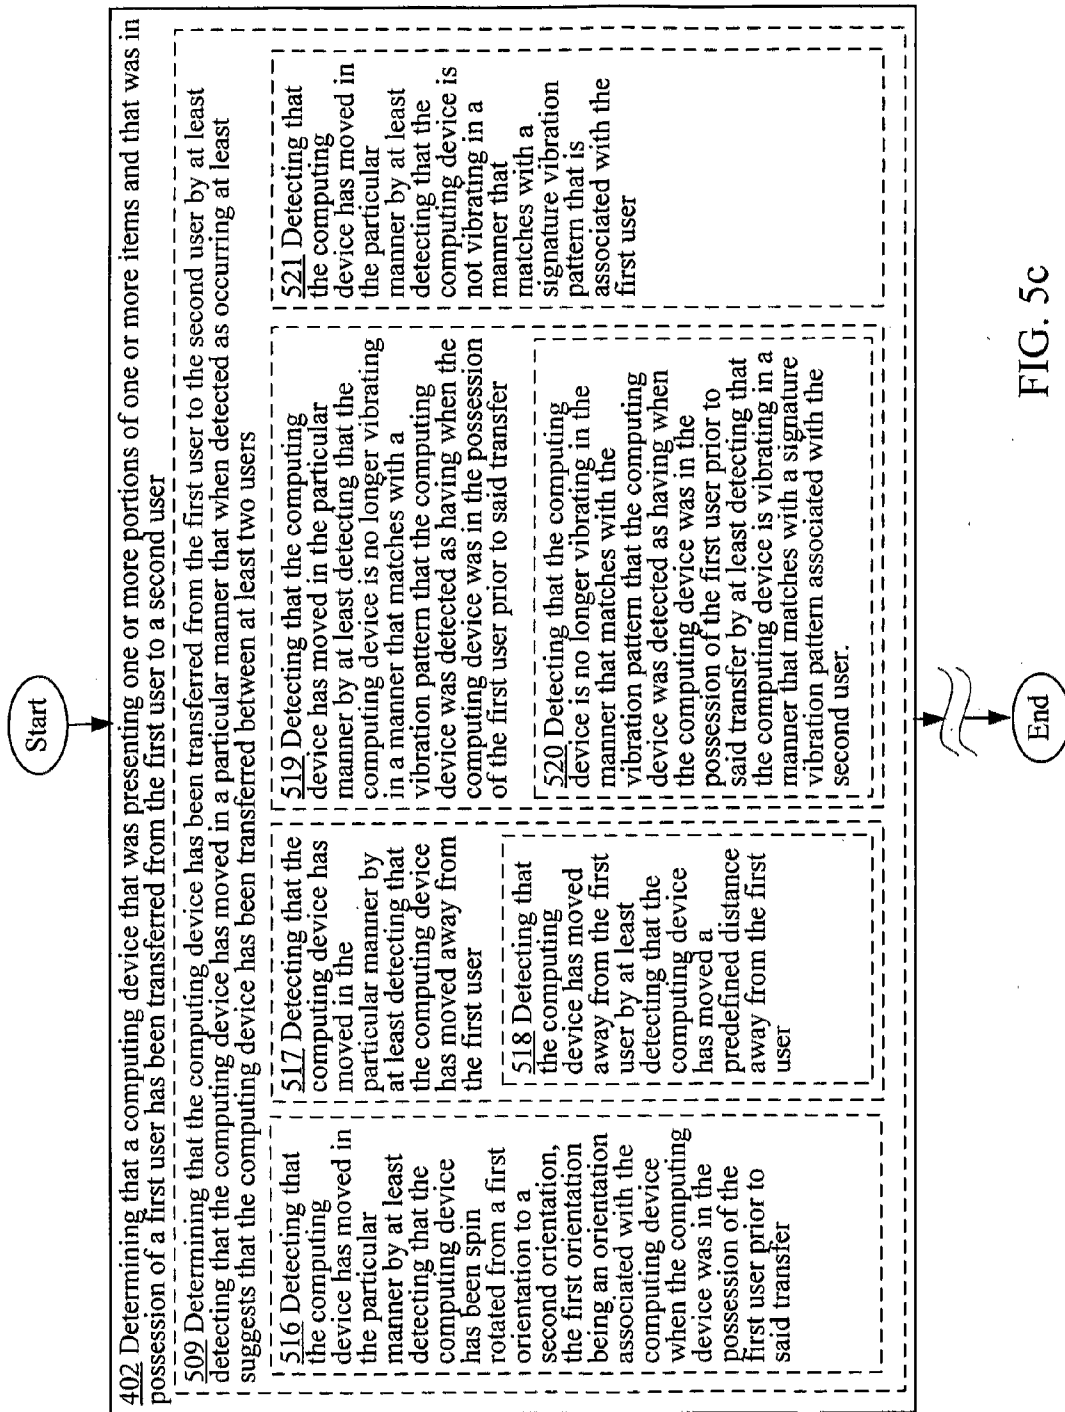 Start
402 Determining that a computing device that was presenting one or more portions of one or more items and that was in
possession of a first user has been transferred from the first user to a second user
509 Determining that the computing device has been transferred from the first user to the second user by at least
detecting that the computing device has moved in a particular manner that when detected as occurring at least
suggests that the computing device has been transferred between at least two users
516 Detecting that
the computing
device has moved in
the particular
manner by at least
detecting that the
computing device
has been spin
rotated from a first
orientation to a
second orientation,
the first orientation
being an orientation
associated with the
computing device
when the computing
device was in the
possession of the
first user prior to
said transfer
517 Detecting that the
computing device has
moved in the
particular manner by
at least detecting that
the computing device
has moved away from
the first user
518 Detecting that
the computing
device has moved
away from the first
user by at least
detecting that the
computing device
has moved a
predefined distance
away from the first
user
519 Detecting that the computing
device has moved in the particular
manner by at least detecting that the
computing device is no longer vibrating
in a manner that matches with a
vibration pattern that the computing
device was detected as having when the
computing device was in the possession
of the first user prior to said transfer
520 Detecting that the computing
device is no longer vibrating in the
manner that matches with the
vibration pattern that the computing
device was detected as having when
the computing device was in the
possession of the first user prior to
said transfer by at least detecting that
the computing device is vibrating in a
manner that matches with a signature
vibration pattern associated with the
second user.
521 Detecting that
the computing
device has moved in
the particular
manner by at least
detecting that the
computing device is
not vibrating in a
manner that
matches with a
signature vibration
pattern that is
associated with the
first user
End
FIG. 5c